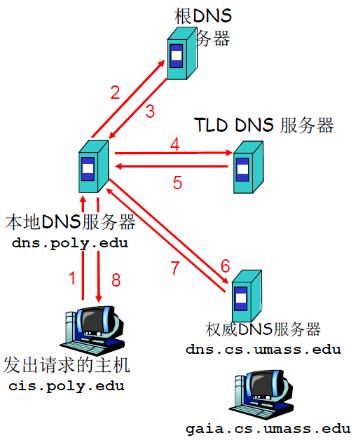 根DNS
务器
2
3
TLD DNS 服务器
4
5
本地DNS服务器
dns.poly.edu
1
8
7
6
权威DNS服务器
dns.cs.umass.edu
发出请求的主机
cis.poly.edu
gaia.cs.umass.edu